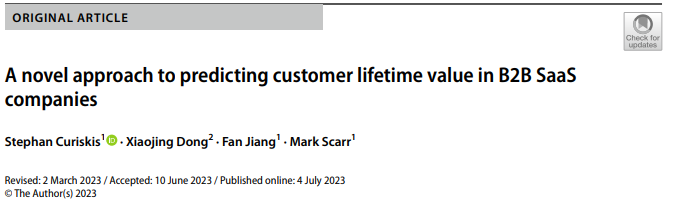 ORIGINAL ARTICLE
Check for
updates
A novel approach to predicting customer lifetime value in B2B SaaS
companies
Stephan Curiskis1 iD · Xiaojing Dong2 · Fan Jiang1 · Mark Scarr1
Revised: 2 March 2023 / Accepted: 10 June 2023 / Published online: 4 July 2023
© The Author(s) 2023